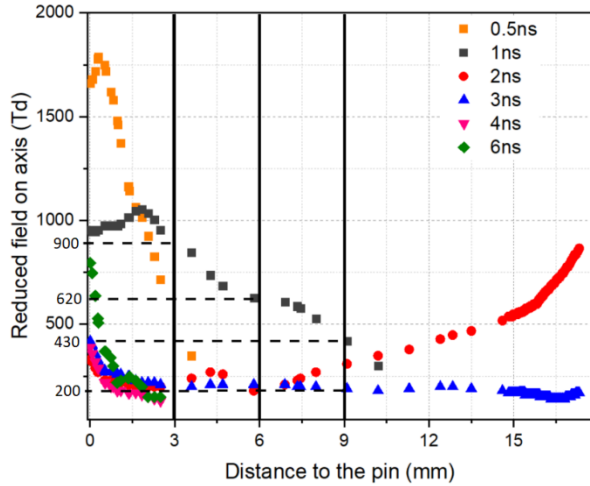 Reduced field on axis (Td)
2000
1500
1000
900
620
500
430
200
0
0
3
6
9
12
15
Distance to the pin (mm)
0.5ns
1ns
2ns
3ns
4ns
6ns